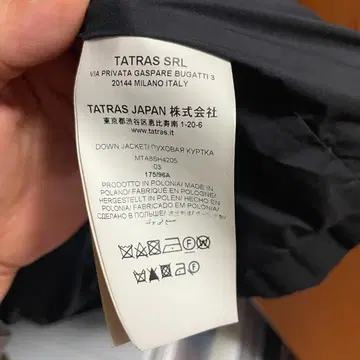 TATRAS SRL
VIA PRIVATA GASPARE BUGATTI 3
20144 MILANO ITALY
TATRAS JAPAN 株式会社
東京都渋谷区恵比寿南 1-20-6
www.tatras.it
DOWN JACKET/ ПУХОВАЯ КУРТКА
MTA8SH4205
03
175/96A
PRODOTTO IN POLONIA/ MADE IN
POLAND/ FABRIQUÉ EN POLOGNE/
HERGESTELLT IN POLEN/ HECHO EN
POLONIA/ FABRICADO EM POLONIA/
СДЕЛАНО В ПОЛЬШЕ/